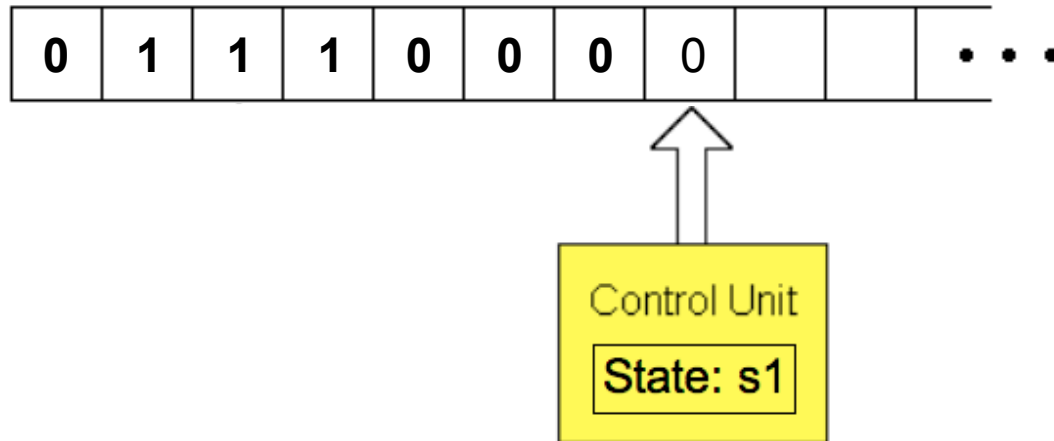 0 1 1 1 0 0 0 0 • • •
Control Unit
State: s1